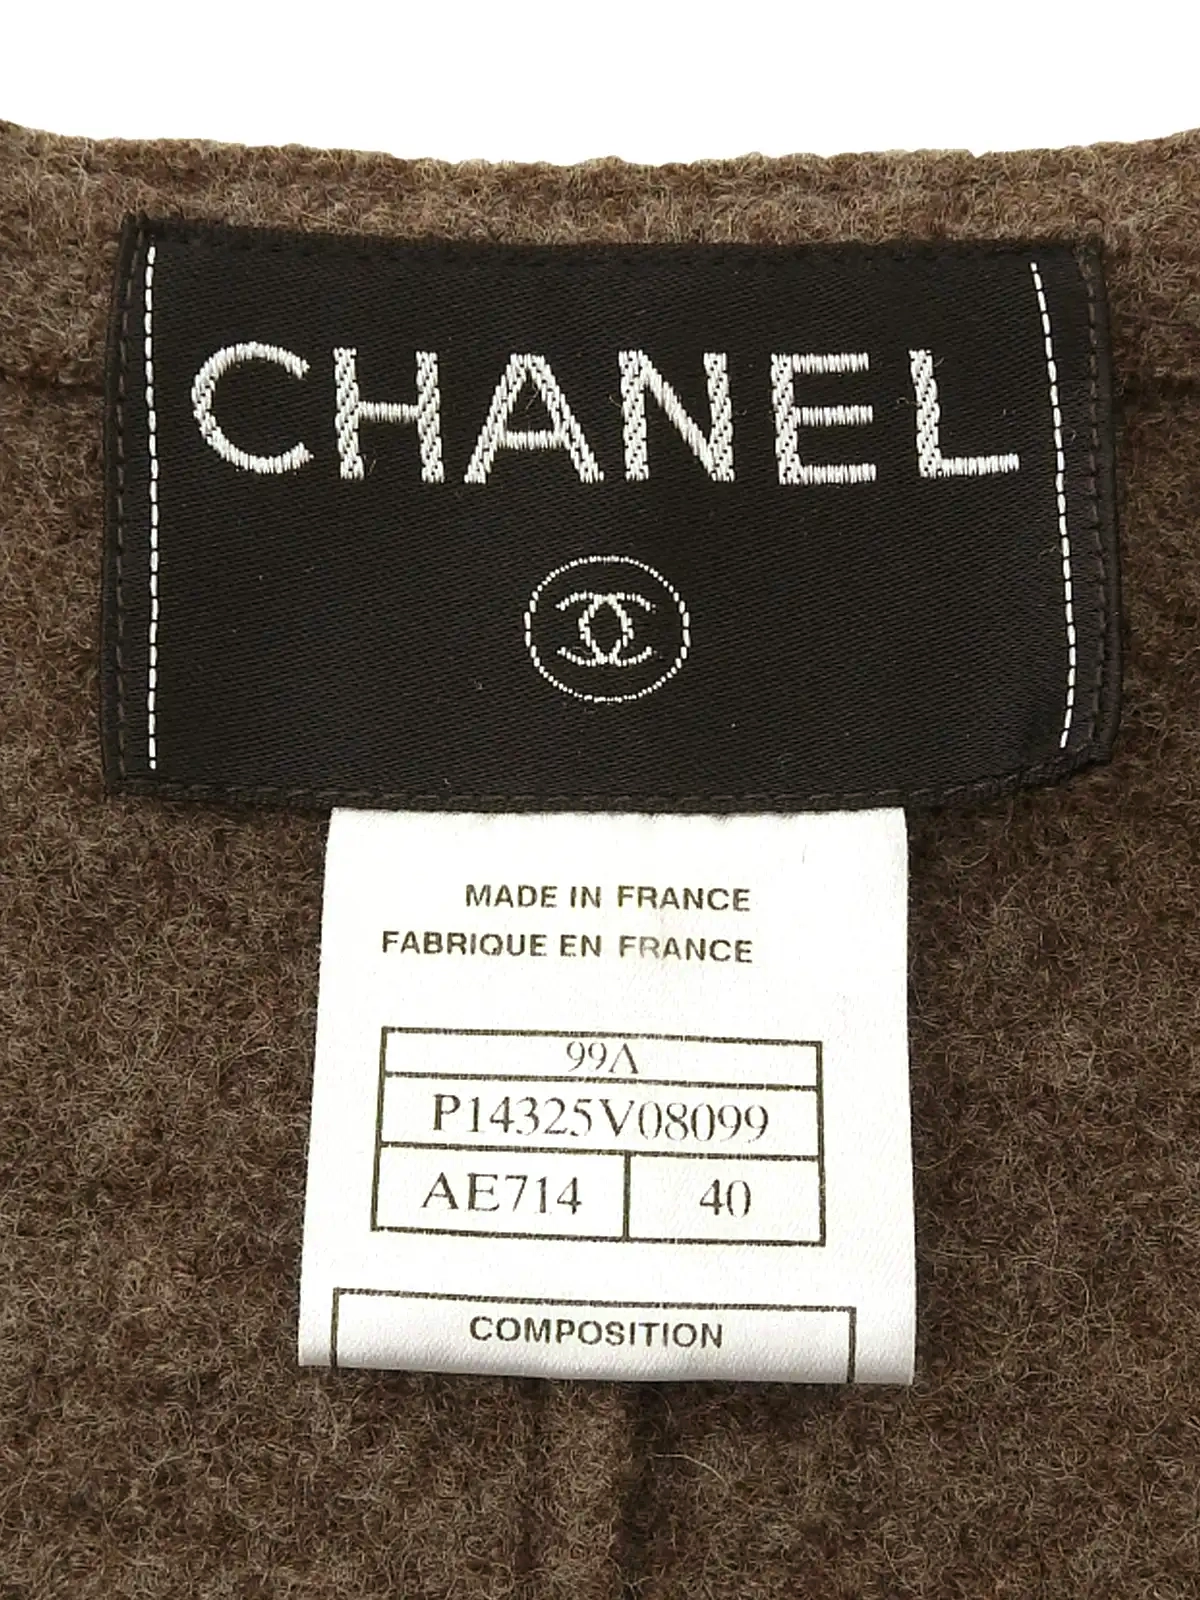 CHANEL
MADE IN FRANCE
FABRIQUE EN FRANCE
99A
P14325V08099
AE714 40
COMPOSITION